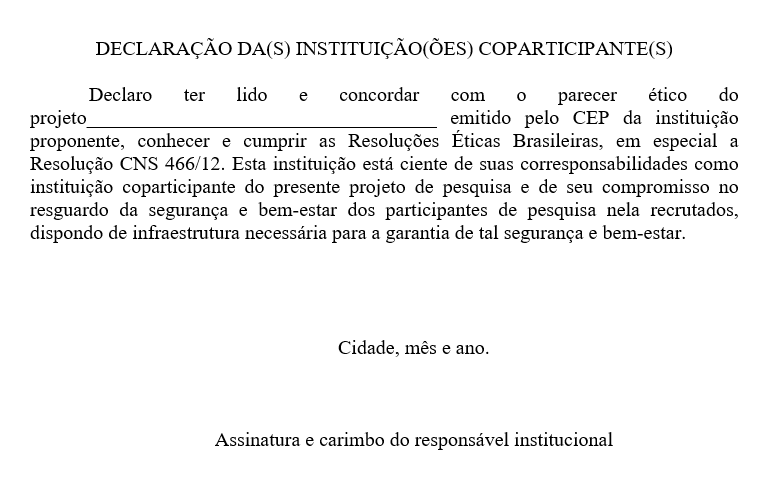 DECLARAÇÃO DA(S) INSTITUIÇÃO(ÕES) COPARTICIPANTE(S)
Declaro ter lido e concordar com o parecer ético do
projeto___________________________________ emitido pelo CEP da instituição
proponente, conhecer e cumprir as Resoluções Éticas Brasileiras, em especial a
Resolução CNS 466/12. Esta instituição está ciente de suas corresponsabilidades como
instituição coparticipante do presente projeto de pesquisa e de seu compromisso no
resguardo da segurança e bem-estar dos participantes de pesquisa nela recrutados,
dispondo de infraestrutura necessária para a garantia de tal segurança e bem-estar.
Cidade, mês e ano.
Assinatura e carimbo do responsável institucional